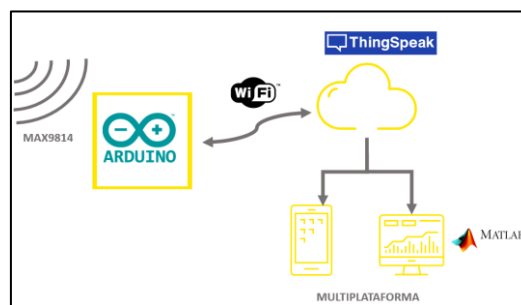 ThingSpeak
WiFi
MAX9814
ARDUINO
MATLAB
MULTIPLATAFORMA